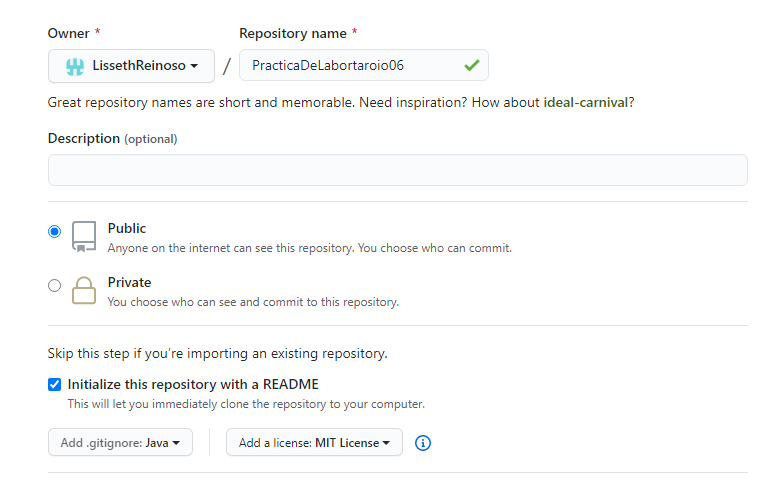 Owner * Repository name *
LissethReinoso / PracticaDeLabortaroio06
Great repository names are short and memorable. Need inspiration? How about ideal-carnival?
Description (optional)
Public
Anyone on the internet can see this repository. You choose who can commit.
Private
You choose who can see and commit to this repository.
Skip this step if you're importing an existing repository.
Initialize this repository with a README
This will let you immediately clone the repository to your computer.
Add .gitignore: Java Add a license: MIT License